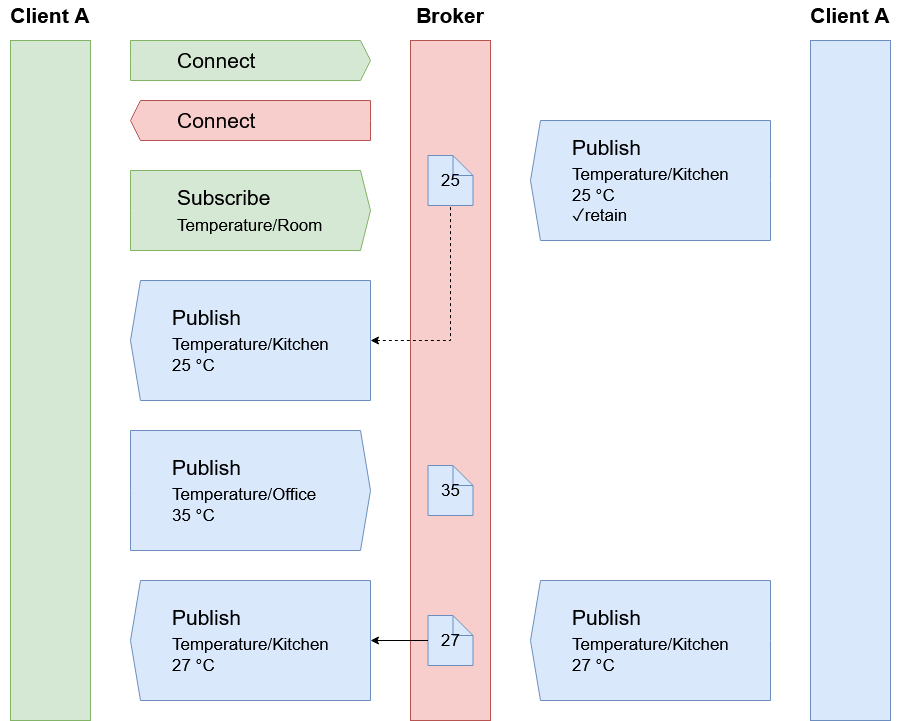 Client A
Broker
Client A
Connect
Connect
Publish
Temperature/Kitchen
25 °C
✓retain
25
Subscribe
Temperature/Room
Publish
Temperature/Kitchen
25 °C
Publish
Temperature/Office
35 °C
35
Publish
Temperature/Kitchen
27 °C
27
Publish
Temperature/Kitchen
27 °C